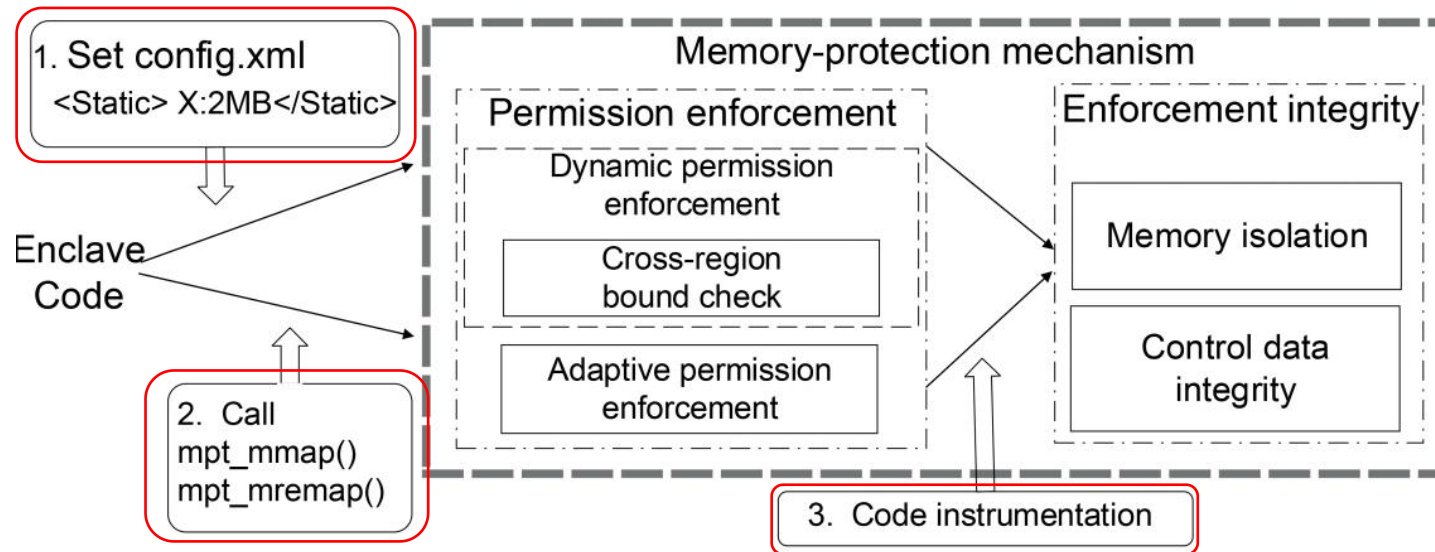 1. Set config.xml
<Static> X:2MB</Static>
Enclave
Code
2. Call
mpt_mmap()
mpt_mremap()
Memory-protection mechanism
Permission enforcement
Dynamic permission
enforcement
Cross-region
bound check
Adaptive permission
enforcement
Enforcement integrity
Memory isolation
Control data
integrity
3. Code instrumentation